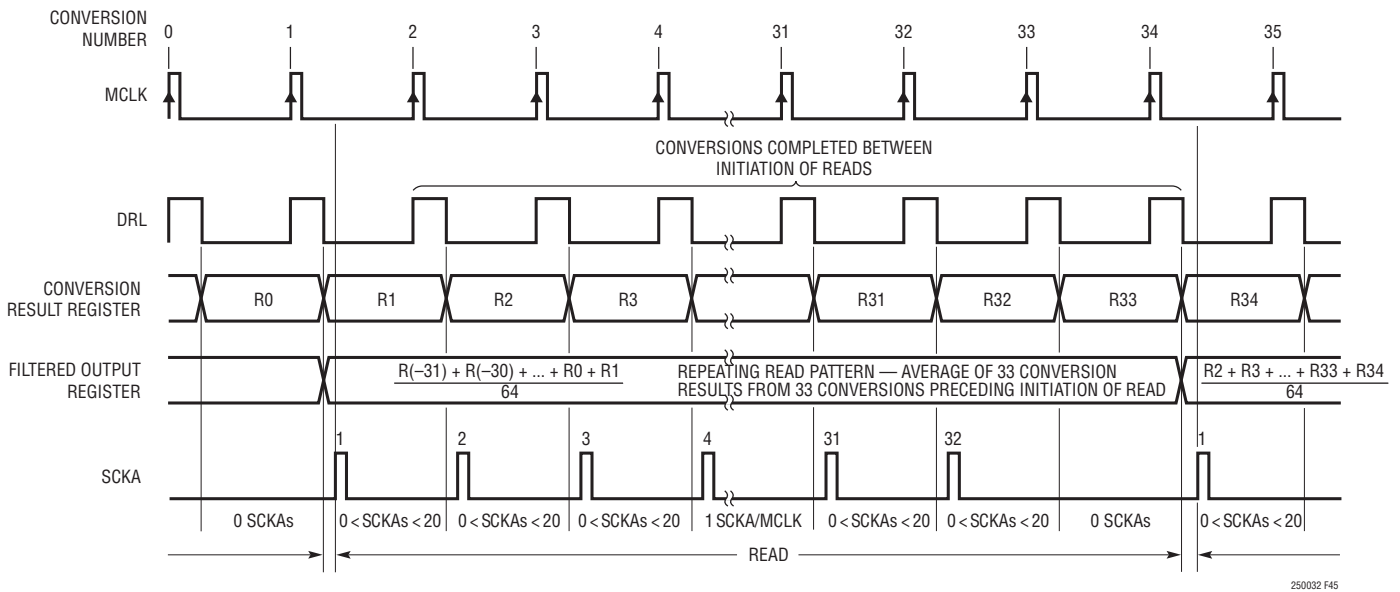 CONVERSION
NUMBER
0 1 2 3 4 31 32 33 34 35
MCLK
CONVERSIONS COMPLETED BETWEEN
INITIATION OF READS
DRL
CONVERSION
RESULT REGISTER
R0 R1 R2 R3 R31 R32 R33 R34
FILTERED OUTPUT
REGISTER
R(–31) + R(–30) + ... + R0 + R1
64
REPEATING READ PATTERN — AVERAGE OF 33 CONVERSION
RESULTS FROM 33 CONVERSIONS PRECEDING INITIATION OF READ
R2 + R3 + ... + R33 + R34
64
1 2 3 4 31 32 1
SCKA
0 SCKAs 0 < SCKAs < 20 0 < SCKAs < 20 0 < SCKAs < 20 1 SCKA/MCLK 0 < SCKAs < 20 0 < SCKAs < 20 0 SCKAs 0 < SCKAs < 20
READ
250032 F45